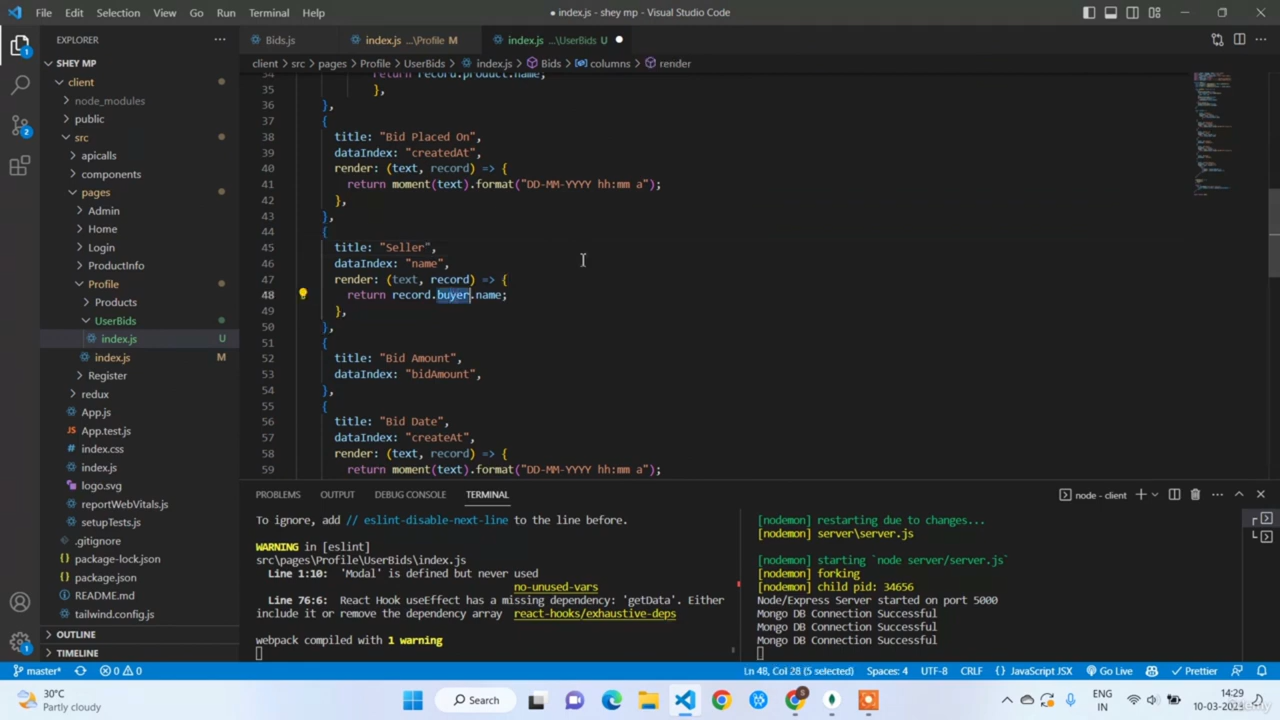 File Edit Selection View Go Run Terminal Help
● index.js - shey mp - Visual Studio Code
EXPLORER
Bids.js
index.js ...\Profile M
index.js ...\UserBids U
SHEY MP
client > src > pages > Profile > UserBids > index.js > Bids > columns > render
client
node_modules
public
src
apicalls
components
pages
Admin
Home
Login
ProductInfo
Profile
Products
UserBids
index.js U
index.js M
Register
redux
App.js
App.test.js
index.css
index.js
logo.svg
reportWebVitals.js
setupTests.js
.gitignore
package-lock.json
package.json
README.md
tailwind.config.js
OUTLINE
TIMELINE
34 return record.product.name;
35 },
36 },
37 {
38 title: "Bid Placed On",
39 dataIndex: "createdAt",
40 render: (text, record) => {
41 return moment(text).format("DD-MM-YYYY hh:mm a");
42 },
43 },
44 {
45 title: "Seller",
46 dataIndex: "name",
47 render: (text, record) => {
48 return record.buyer.name;
49 },
50 },
51 {
52 title: "Bid Amount",
53 dataIndex: "bidAmount",
54 },
55 {
56 title: "Bid Date",
57 dataIndex: "createAt",
58 render: (text, record) => {
59 return moment(text).format("DD-MM-YYYY hh:mm a");
PROBLEMS OUTPUT DEBUG CONSOLE TERMINAL
node - client
To ignore, add // eslint-disable-next-line to the line before.
WARNING in [eslint]
src\pages\Profile\UserBids\index.js
Line 1:10: 'Modal' is defined but never used
no-unused-vars
Line 76:6: React Hook useEffect has a missing dependency: 'getData'. Either
include it or remove the dependency array react-hooks/exhaustive-deps
webpack compiled with 1 warning
[nodemon] restarting due to changes...
[nodemon] server\server.js
[nodemon] starting `node server/server.js`
[nodemon] forking
[nodemon] child pid: 34656
Node/Express Server started on port 5000
Mongo DB Connection Successful
Mongo DB Connection Successful
Mongo DB Connection Successful
master* 0 0
Ln 48, Col 28 (5 selected) Spaces: 4 UTF-8 CRLF {} JavaScript JSX Go Live Prettier
30°C
Partly cloudy
Search
ENG
IN
14:29
10-03-2023